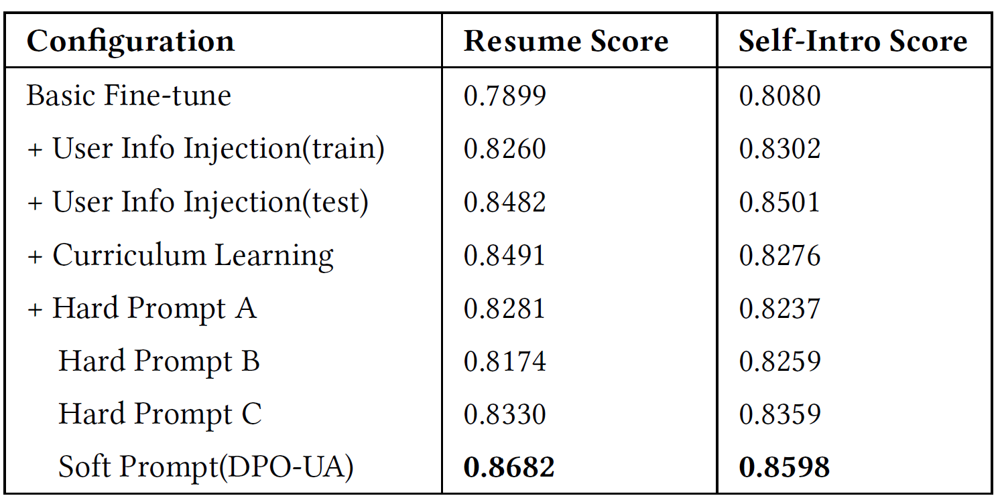 Configuration Resume Score Self-Intro Score
Basic Fine-tune 0.7899 0.8080
+ User Info Injection(train) 0.8260 0.8302
+ User Info Injection(test) 0.8482 0.8501
+ Curriculum Learning 0.8491 0.8276
+ Hard Prompt A 0.8281 0.8237
Hard Prompt B 0.8174 0.8259
Hard Prompt C 0.8330 0.8359
Soft Prompt(DPO-UA) 0.8682 0.8598